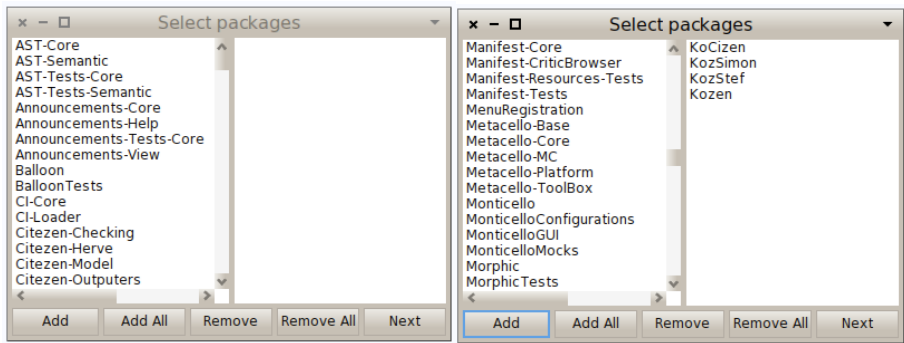 Select packages
AST-Core
AST-Semantic
AST-Tests-Core
AST-Tests-Semantic
Announcements-Core
Announcements-Help
Announcements-Tests-Core
Announcements-View
Balloon
BalloonTests
CI-Core
CI-Loader
Citezen-Checking
Citezen-Herve
Citezen-Model
Citezen-Outputers
Add Add All Remove Remove All Next
Select packages
Manifest-Core
Manifest-CriticBrowser
Manifest-Resources-Tests
Manifest-Tests
MenuRegistration
Metacello-Base
Metacello-Core
Metacello-MC
Metacello-Platform
Metacello-ToolBox
Monticello
MonticelloConfigurations
MonticelloGUI
MonticelloMocks
Morphic
MorphicTests
KoCizen
KozSimon
KozStef
Kozen
Add Add All Remove Remove All Next